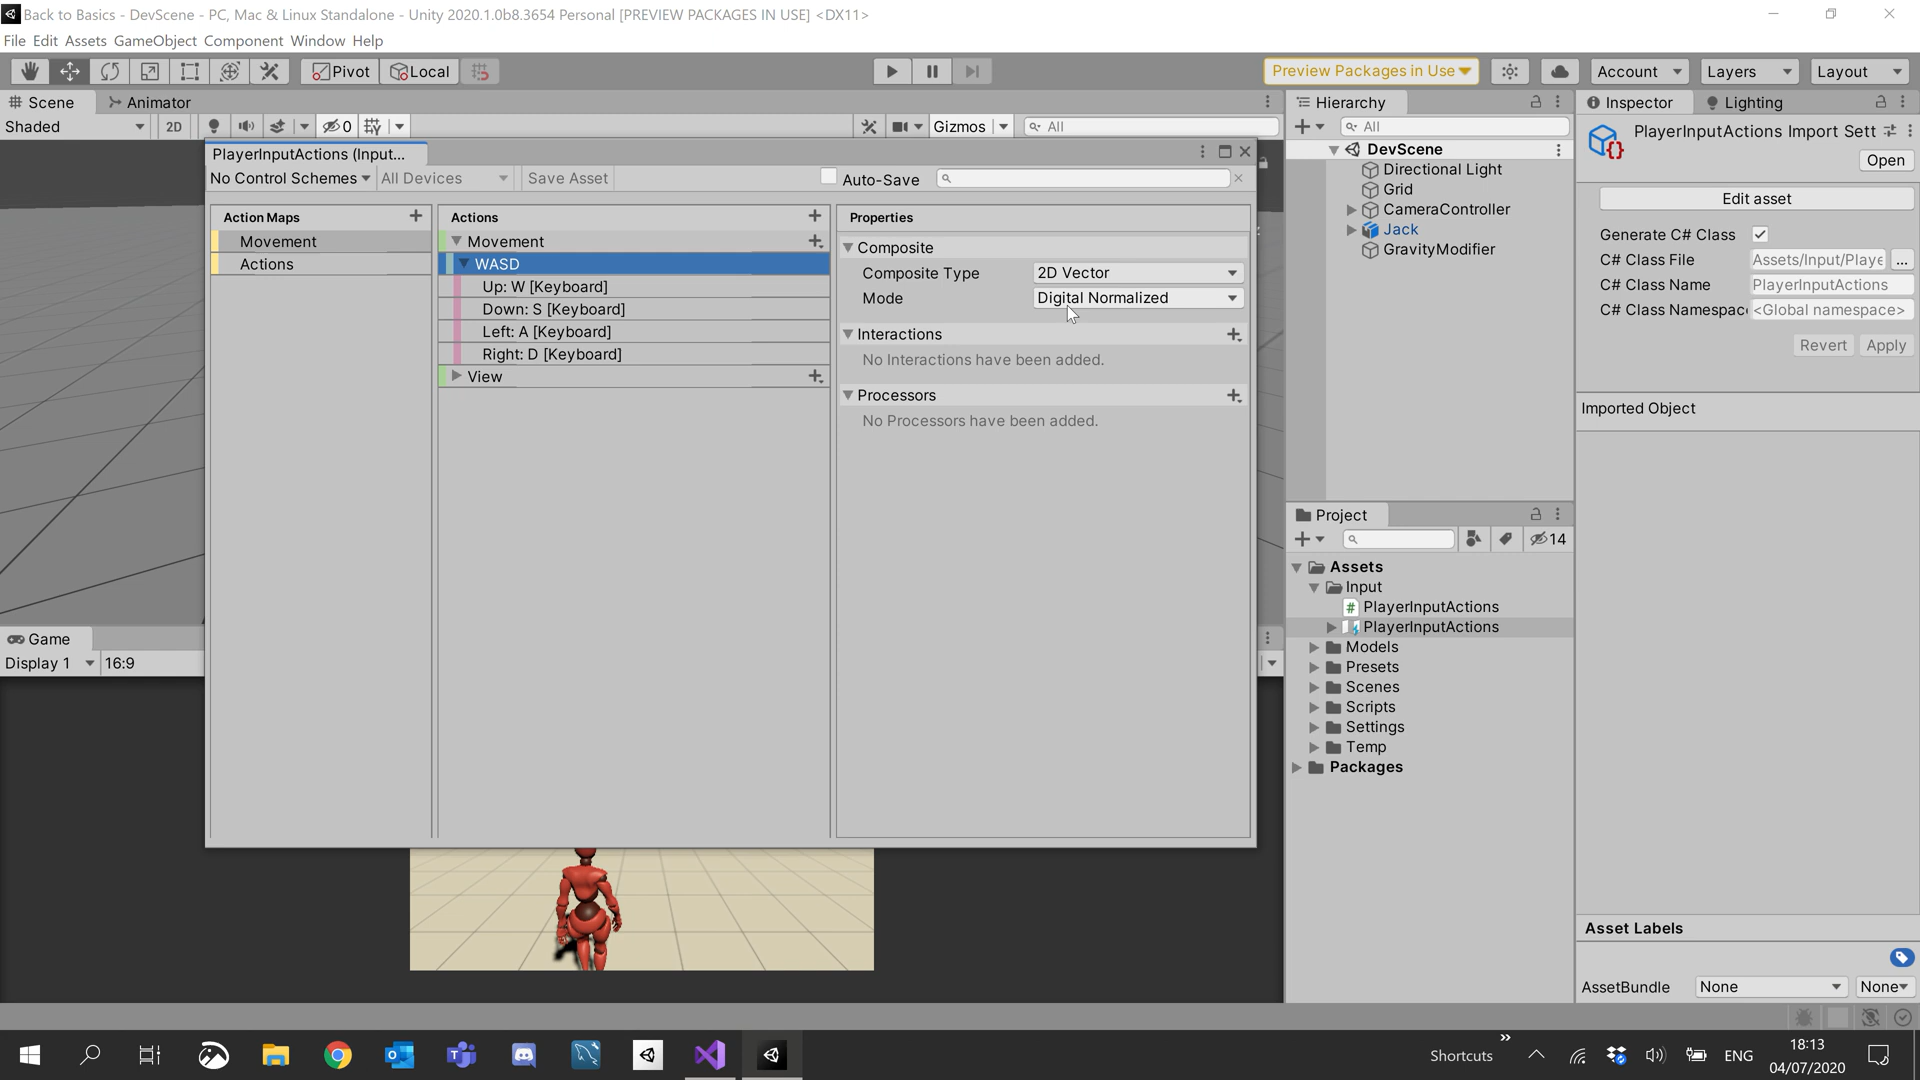 Back to Basics - DevScene - PC, Mac & Linux Standalone - Unity 2020.1.0b8.3654 Personal [PREVIEW PACKAGES IN USE] <DX11>
File Edit Assets GameObject Component Window Help
Pivot Local Preview Packages in Use Account Layers Layout
Scene Animator
Shaded 2D 0 Gizmos All
PlayerInputActions (Input...
No Control Schemes All Devices Save Asset Auto-Save
Action Maps
Movement
Actions
Actions
Movement
WASD
Up: W [Keyboard]
Down: S [Keyboard]
Left: A [Keyboard]
Right: D [Keyboard]
View
Properties
Composite
Composite Type 2D Vector
Mode Digital Normalized
Interactions
No Interactions have been added.
Processors
No Processors have been added.
Game
Display 1 16:9
Hierarchy
All
DevScene
Directional Light
Grid
CameraController
Jack
GravityModifier
Project
14
Assets
Input
PlayerInputActions
PlayerInputActions
Models
Presets
Scenes
Scripts
Settings
Temp
Packages
Inspector Lighting
PlayerInputActions Import Sett
Open
Edit asset
Generate C# Class
C# Class File Assets/Input/Playe ...
C# Class Name PlayerInputActions
C# Class Namespac <Global namespace>
Revert Apply
Imported Object
Asset Labels
AssetBundle None None
Shortcuts
ENG
18:13
04/07/2020